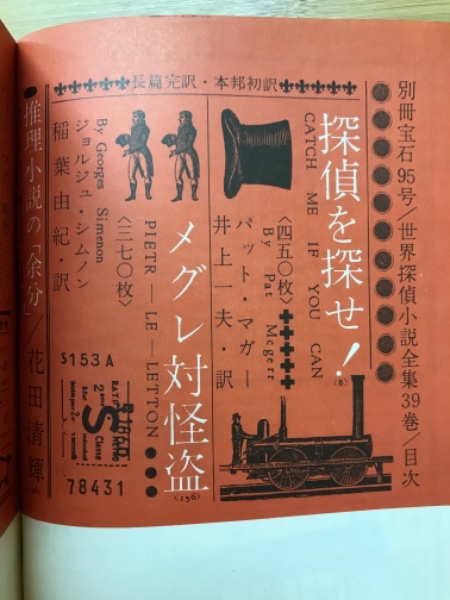 別冊宝石95号/世界探偵小説全集39巻/目次
長篇完訳・本邦初訳
探偵を探せ!
〈8〉
CATCH ME IF YOU CAN
〈四五〇枚〉
By Pat Mcgerr
パット・マガー
井上一夫・訳
メグレ対怪盗
〈156〉
PIETR—LE—LETTON
〈三七〇枚〉
By Georges Simenon
ジョルジュ・シムノン
稲葉由紀・訳
S153A
2
S
Classe
78431
推理小説の「余分」/花田清輝